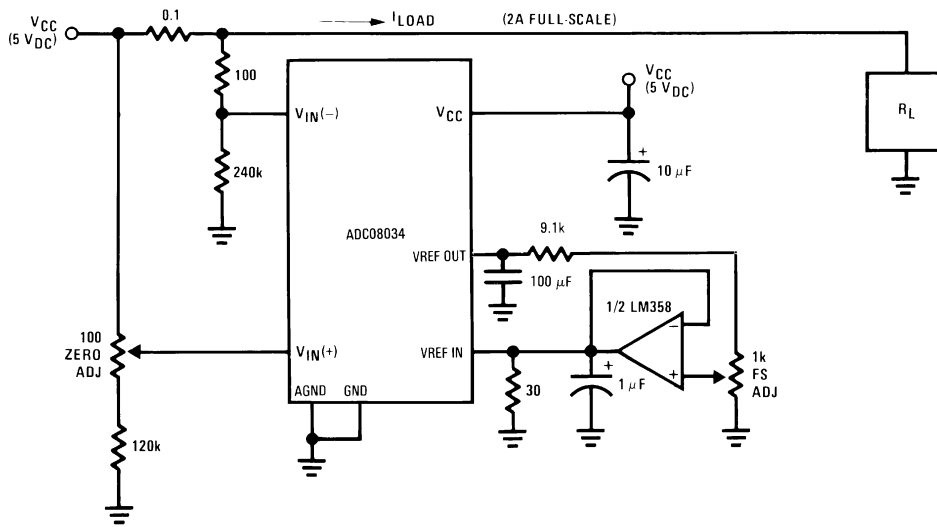 0.1
ILOAD (2A FULL-SCALE)
VCC
(5 VDC)
100
VIN(−)
VCC
VCC
(5 VDC)
RL
240k
+
10 μF
ADC08034
9.1k
VREF OUT
100 μF
1/2 LM358
−
100
ZERO
ADJ
VIN(+)
VREF IN
+
1k
FS
ADJ
+
1 μF
30
AGND GND
120k